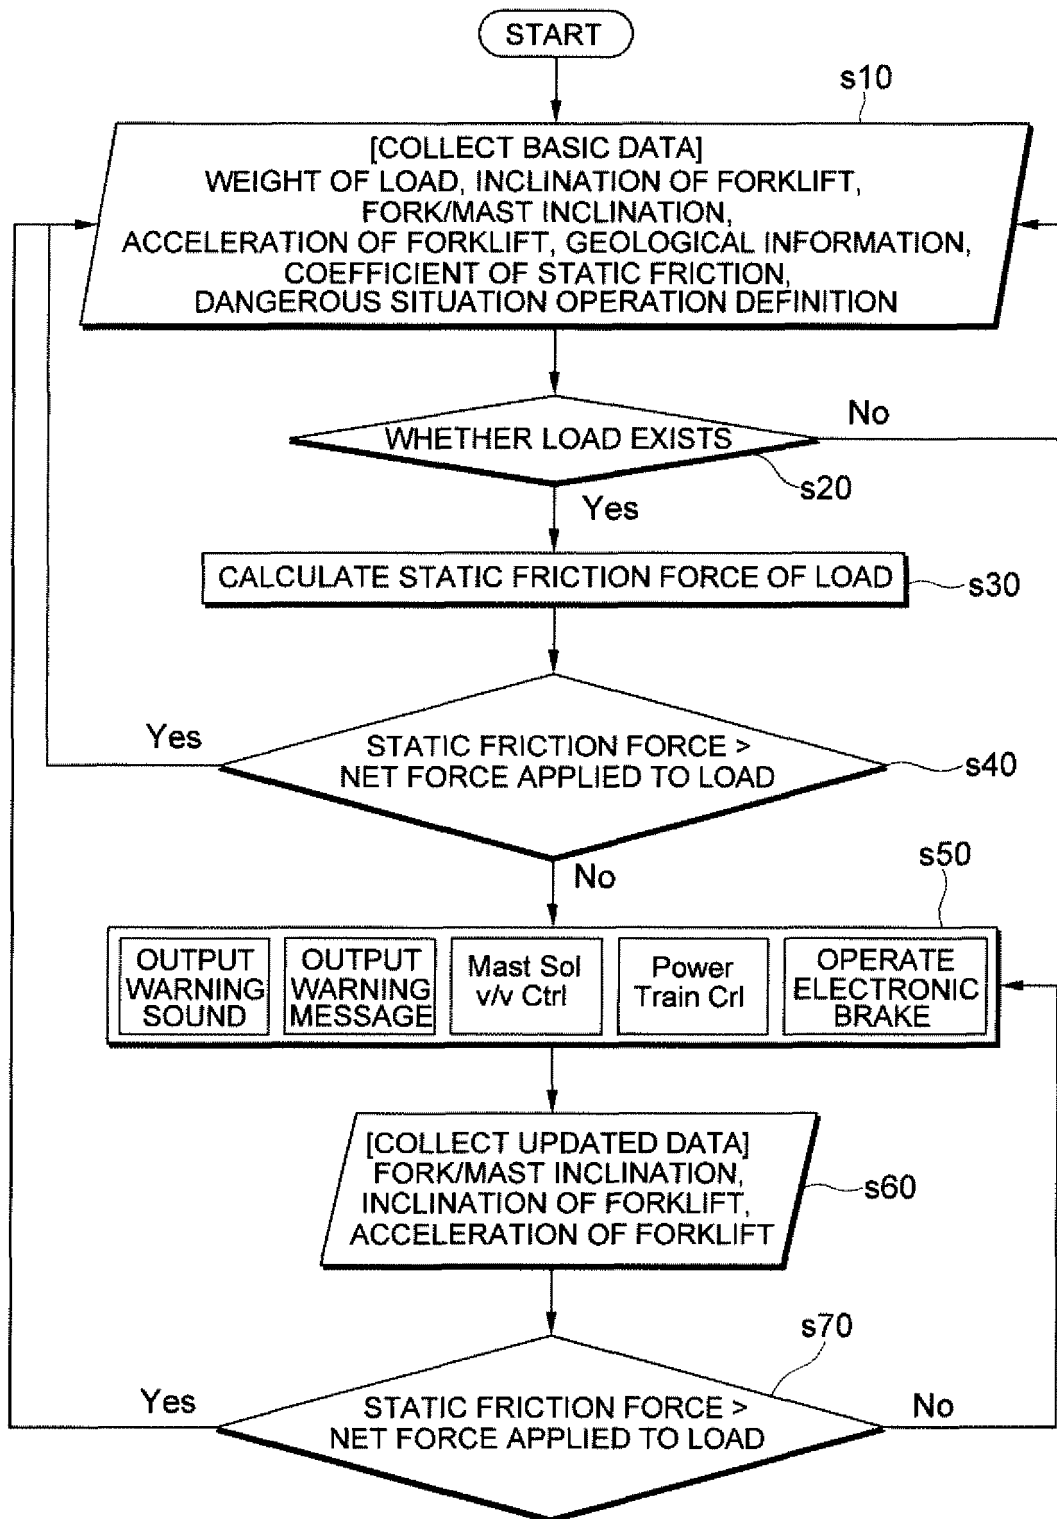 START
s10
[COLLECT BASIC DATA]
WEIGHT OF LOAD, INCLINATION OF FORKLIFT,
FORK/MAST INCLINATION,
ACCELERATION OF FORKLIFT, GEOLOGICAL INFORMATION,
COEFFICIENT OF STATIC FRICTION,
DANGEROUS SITUATION OPERATION DEFINITION
No
WHETHER LOAD EXISTS
s20
Yes
CALCULATE STATIC FRICTION FORCE OF LOAD
s30
Yes
STATIC FRICTION FORCE >
NET FORCE APPLIED TO LOAD
s40
No
s50
OUTPUT
WARNING
SOUND
OUTPUT
WARNING
MESSAGE
Mast Sol
v/v Ctrl
Power
Train Crl
OPERATE
ELECTRONIC
BRAKE
[COLLECT UPDATED DATA]
FORK/MAST INCLINATION,
INCLINATION OF FORKLIFT,
ACCELERATION OF FORKLIFT
s60
s70
Yes
STATIC FRICTION FORCE >
NET FORCE APPLIED TO LOAD
No